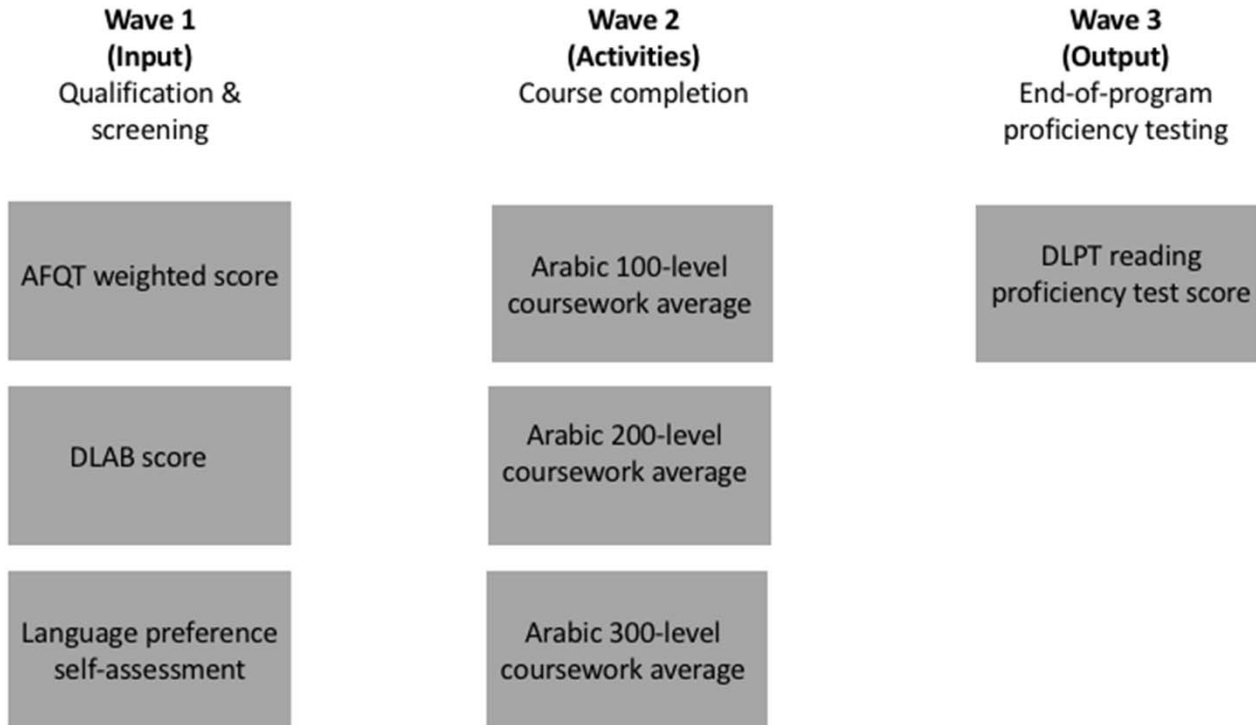 Wave 1
(Input)
Qualification &
screening
Wave 2
(Activities)
Course completion
Wave 3
(Output)
End-of-program
proficiency testing
AFQT weighted score
DLAB score
Language preference
self-assessment
Arabic 100-level
coursework average
Arabic 200-level
coursework average
Arabic 300-level
coursework average
DLPT reading
proficiency test score